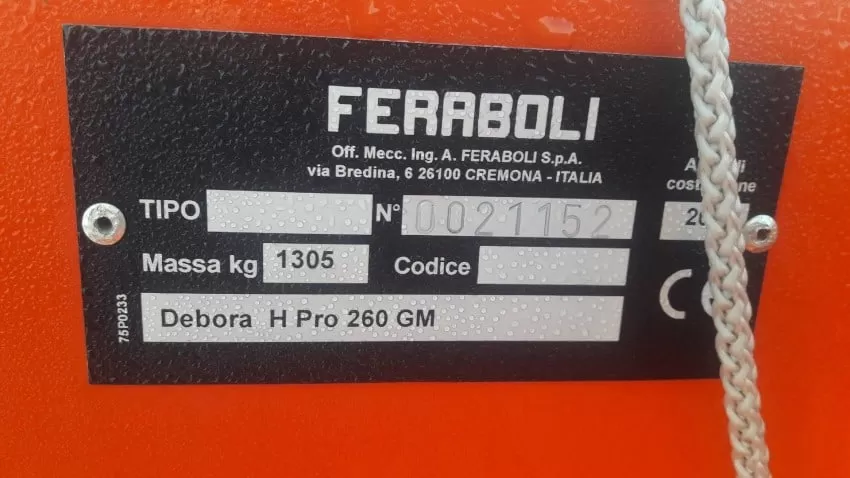 FERABOLI
Off. Mecc. Ing. A. FERABOLI S.p.A.
via Bredina, 6 26100 CREMONA - ITALIA
TIPO
N° 0021152
Massa kg 1305
Codice
CE
75P0233
Debora H Pro 260 GM